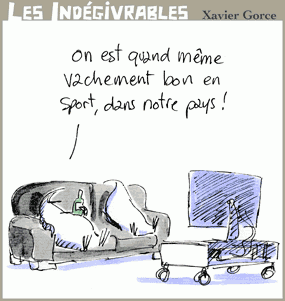 LES INDÉGIVRABLES Xavier Gorce
on est quand même
vachement bon en
sport, dans notre pays !